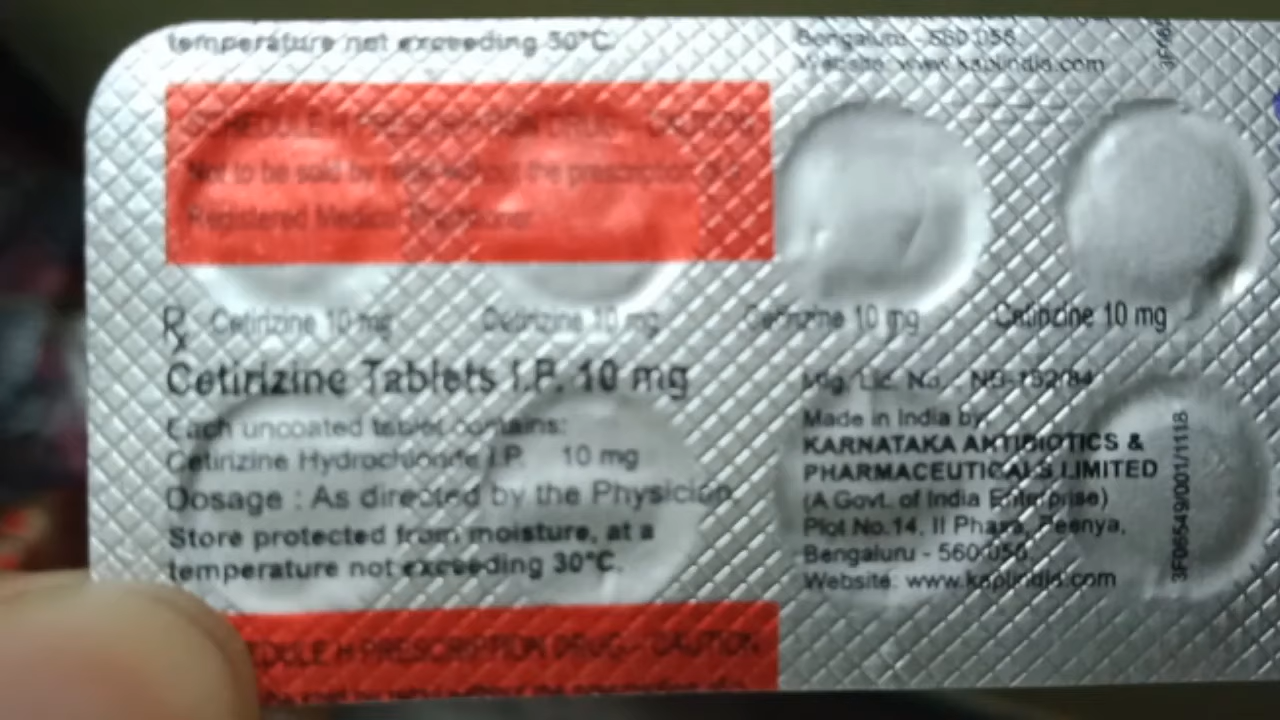 temperature not exceeding 30°C.
Bengaluru - 560 058.
Website: www.kaplindia.com
SCHEDULE H PRESCRIPTION DRUG - CAUTION
Not to be sold by retail without the prescription of a
Registered Medical Practitioner
Rx Cetirizine 10 mg Cetirizine 10 mg Cetirizine 10 mg Cetirizine 10 mg
Cetirizine Tablets I.P. 10 mg
Each uncoated tablet contains:
Cetirizine Hydrochloride I.P. 10 mg
Dosage : As directed by the Physician.
Store protected from moisture, at a
temperature not exceeding 30°C.
Mfg. Lic. No. : NB-152/84
Made in India by:
KARNATAKA ANTIBIOTICS &
PHARMACEUTICALS LIMITED
(A Govt. of India Enterprise)
Plot No.14, II Phase, Peenya,
Bengaluru - 560 058.
Website: www.kaplindia.com
3F06549/001/1118
SCHEDULE H PRESCRIPTION DRUG - CAUTION